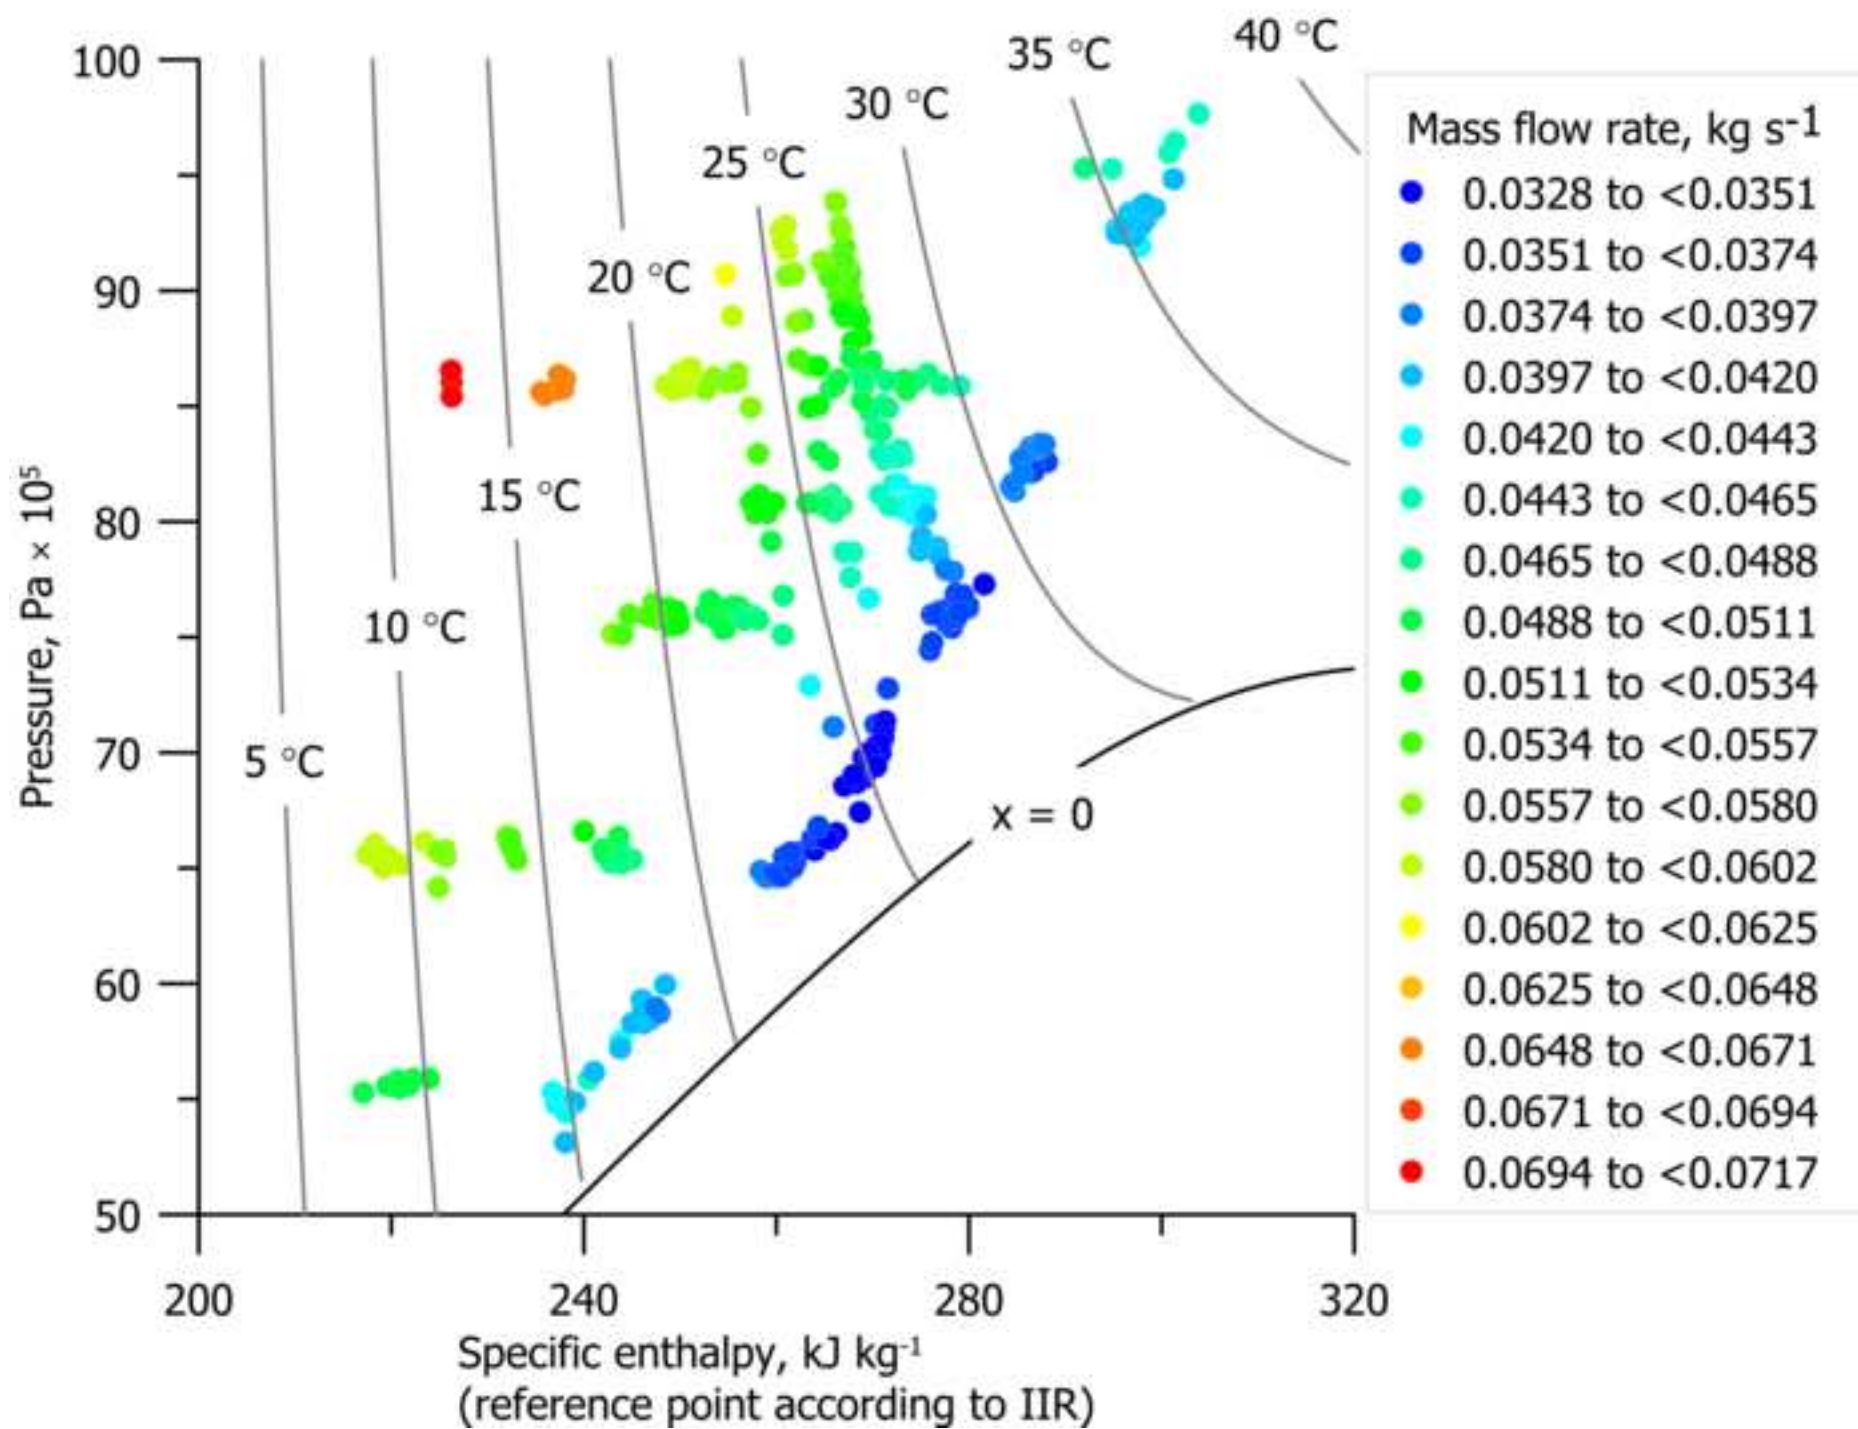 40 °C
35 °C
100
30 °C
Mass flow rate, kg s-1
25 °C
0.0328 to <0.0351
0.0351 to <0.0374
20 °C
90
0.0374 to <0.0397
0.0397 to <0.0420
0.0420 to <0.0443
15 °C
0.0443 to <0.0465
80
0.0465 to <0.0488
10 °C
0.0488 to <0.0511
0.0511 to <0.0534
Pressure, Pa × 10⁵
70
5 °C
0.0534 to <0.0557
x = 0
0.0557 to <0.0580
0.0580 to <0.0602
0.0602 to <0.0625
60
0.0625 to <0.0648
0.0648 to <0.0671
0.0671 to <0.0694
0.0694 to <0.0717
50
200 240 280 320
Specific enthalpy, kJ kg⁻¹
(reference point according to IIR)